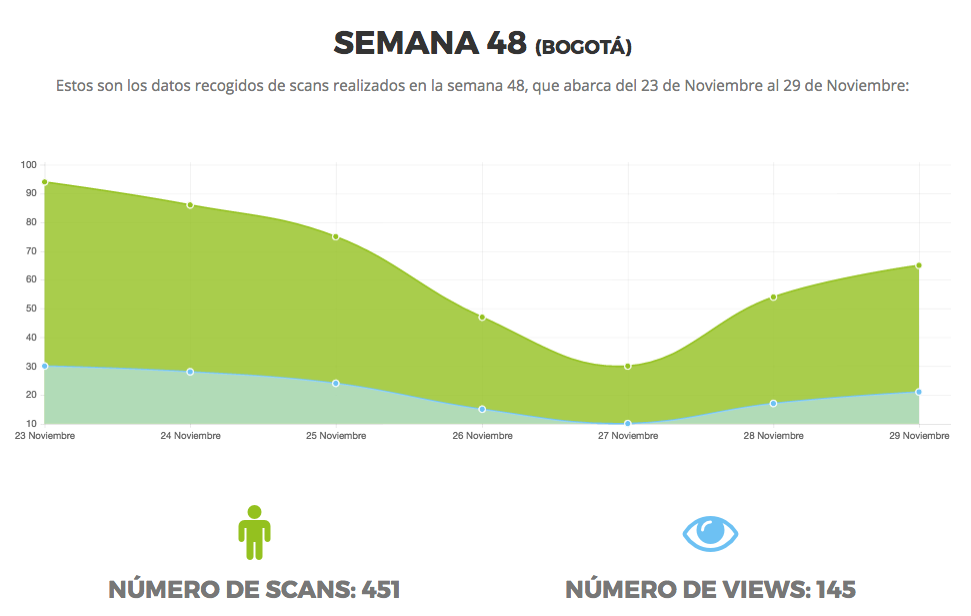 SEMANA 48 (BOGOTÁ)
Estos son los datos recogidos de scans realizados en la semana 48, que abarca del 23 de Noviembre al 29 de Noviembre:
100
90
80
70
60
50
40
30
20
10
23 Noviembre 24 Noviembre 25 Noviembre 26 Noviembre 27 Noviembre 28 Noviembre 29 Noviembre
NÚMERO DE SCANS: 451 NÚMERO DE VIEWS: 145